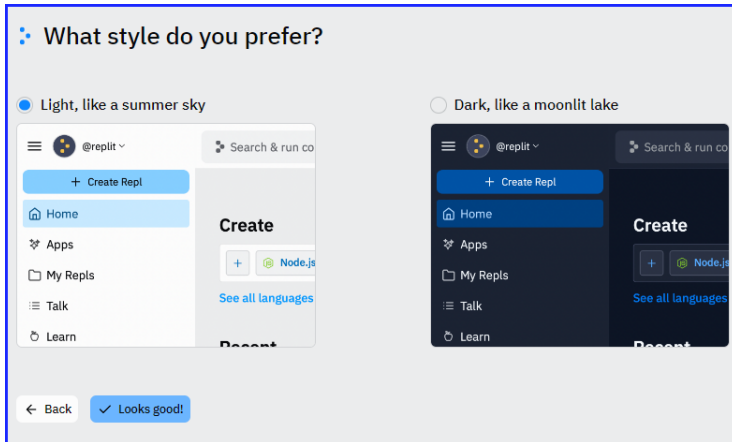 What style do you prefer?
Light, like a summer sky
@replit
Search & run co
+ Create Repl
Home
Apps
My Repls
Talk
Learn
Create
+ Node.js
See all languages
Recent
Dark, like a moonlit lake
@replit
Search & run co
+ Create Repl
Home
Apps
My Repls
Talk
Learn
Create
+ Node.js
See all languages
Recent
← Back
✓ Looks good!